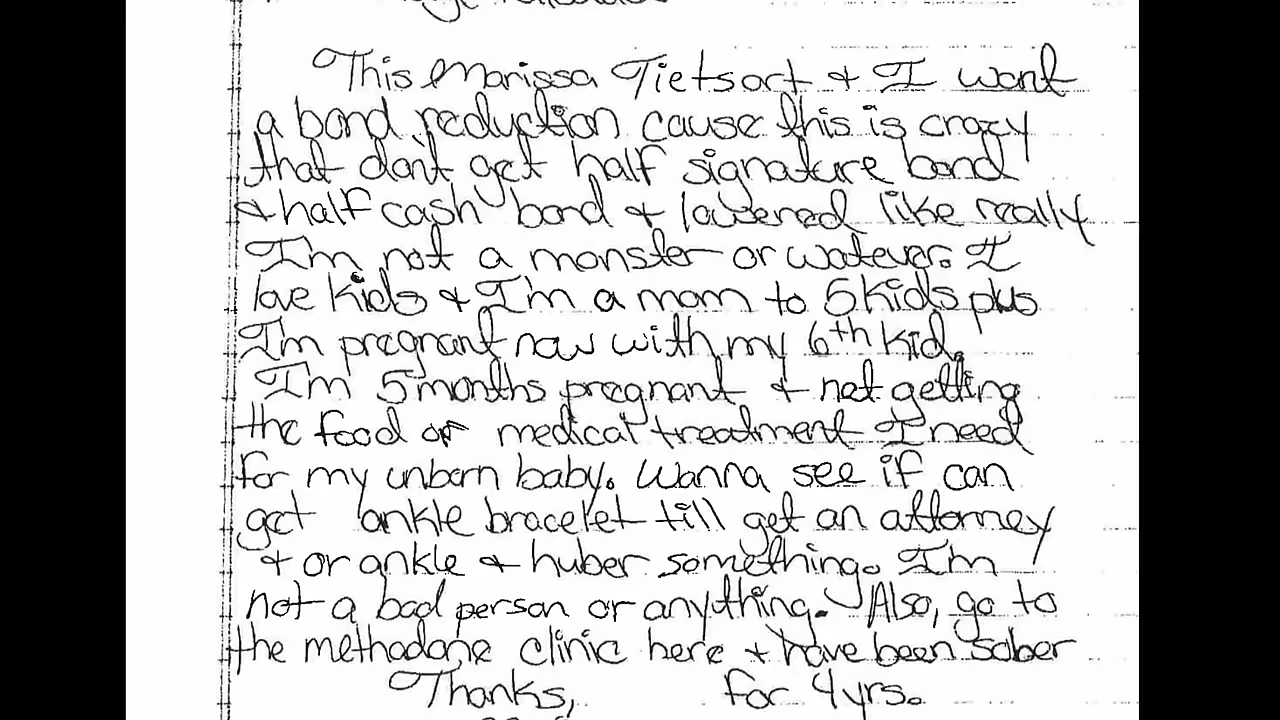 This Marissa Tietsort & I want
a bond reduction cause this is crazy
that don't get half signature bond
& half cash bond & lowered like really
I'm not a monster or watever. I
love kids & I'm a mom to 5 kids plus
I'm pregnant now with my 6th kid.
I'm 5 months pregnant & not getting
the food or medical treatment I need
for my unborn baby. Wanna see if can
get ankle bracelet till get an attorney
& or ankle & huber something. I'm
not a bad person or anything. Also, go to
the methadone clinic here & have been sober
Thanks, for 4 yrs.